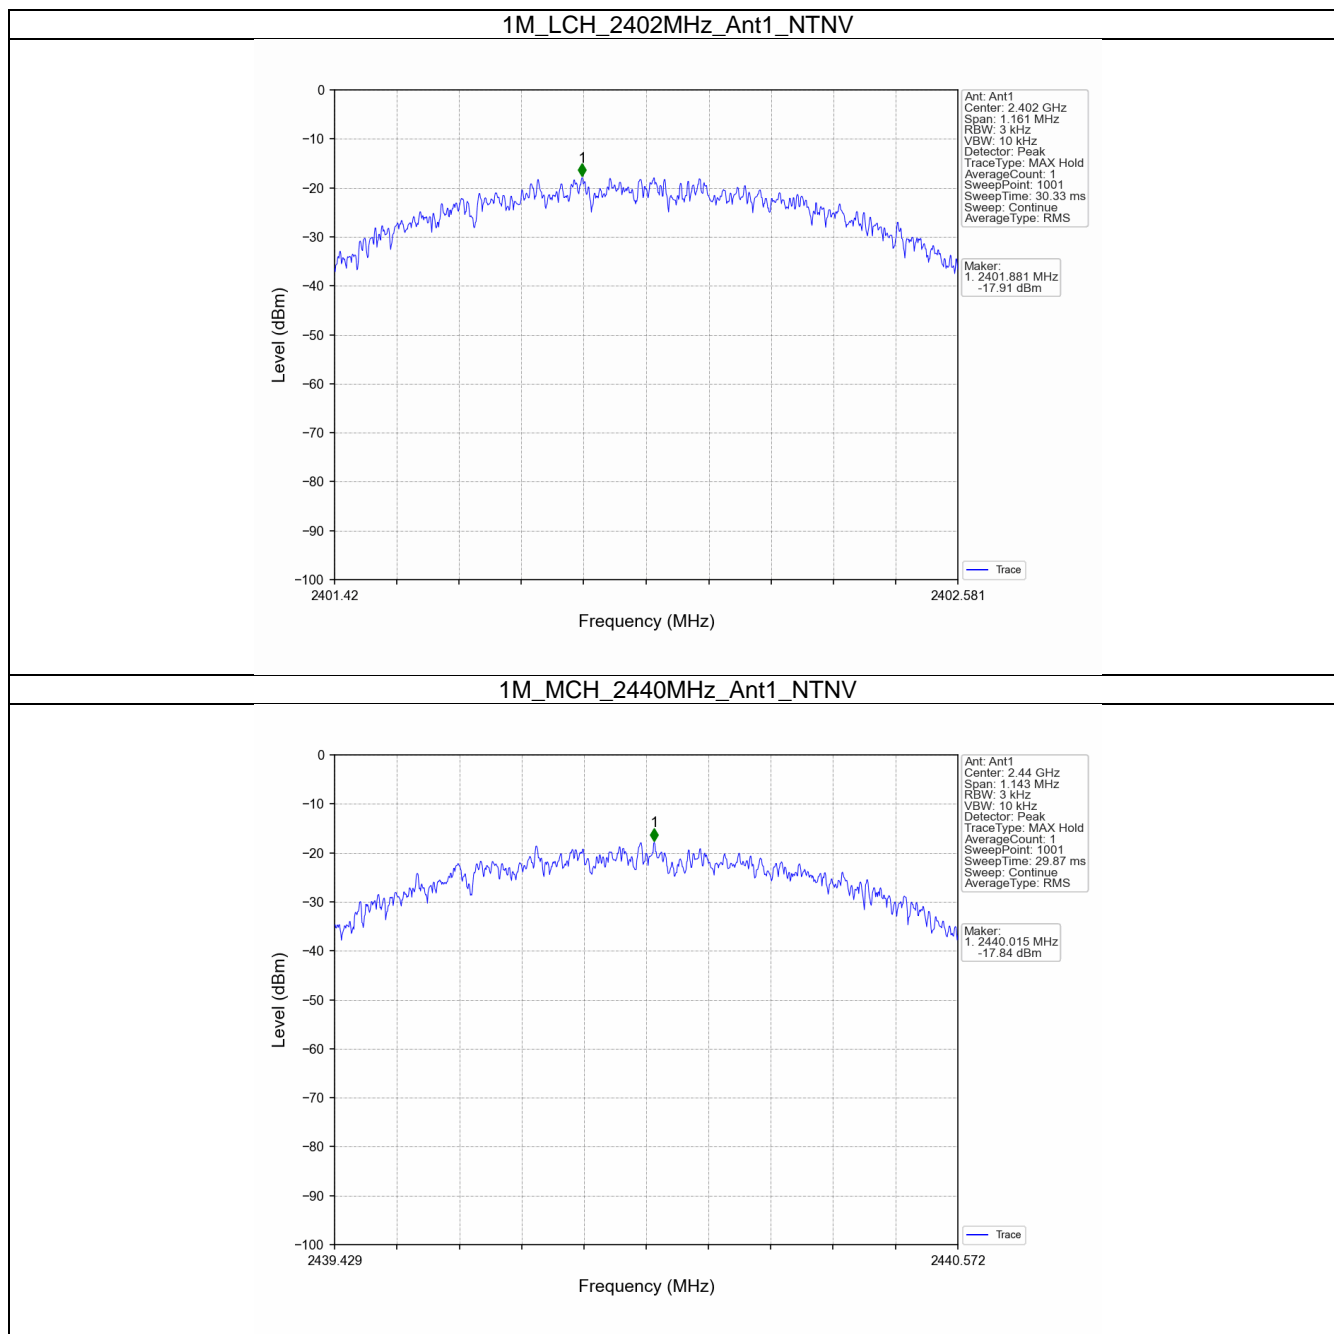 1M_LCH_2402MHz_Ant1_NTNV
0
−10
−20
−30
−40
−50
−60
−70
−80
−90
−100
Level (dBm)
1
2401.42
2402.581
Frequency (MHz)
Ant: Ant1
Center: 2.402 GHz
Span: 1.161 MHz
RBW: 3 kHz
VBW: 10 kHz
Detector: Peak
TraceType: MAX Hold
AverageCount: 1
SweepPoint: 1001
SweepTime: 30.33 ms
Sweep: Continue
AverageType: RMS
Maker:
1. 2401.881 MHz
-17.91 dBm
Trace
1M_MCH_2440MHz_Ant1_NTNV
0
−10
−20
−30
−40
−50
−60
−70
−80
−90
−100
Level (dBm)
1
2439.429
2440.572
Frequency (MHz)
Ant: Ant1
Center: 2.44 GHz
Span: 1.143 MHz
RBW: 3 kHz
VBW: 10 kHz
Detector: Peak
TraceType: MAX Hold
AverageCount: 1
SweepPoint: 1001
SweepTime: 29.87 ms
Sweep: Continue
AverageType: RMS
Maker:
1. 2440.015 MHz
-17.84 dBm
Trace